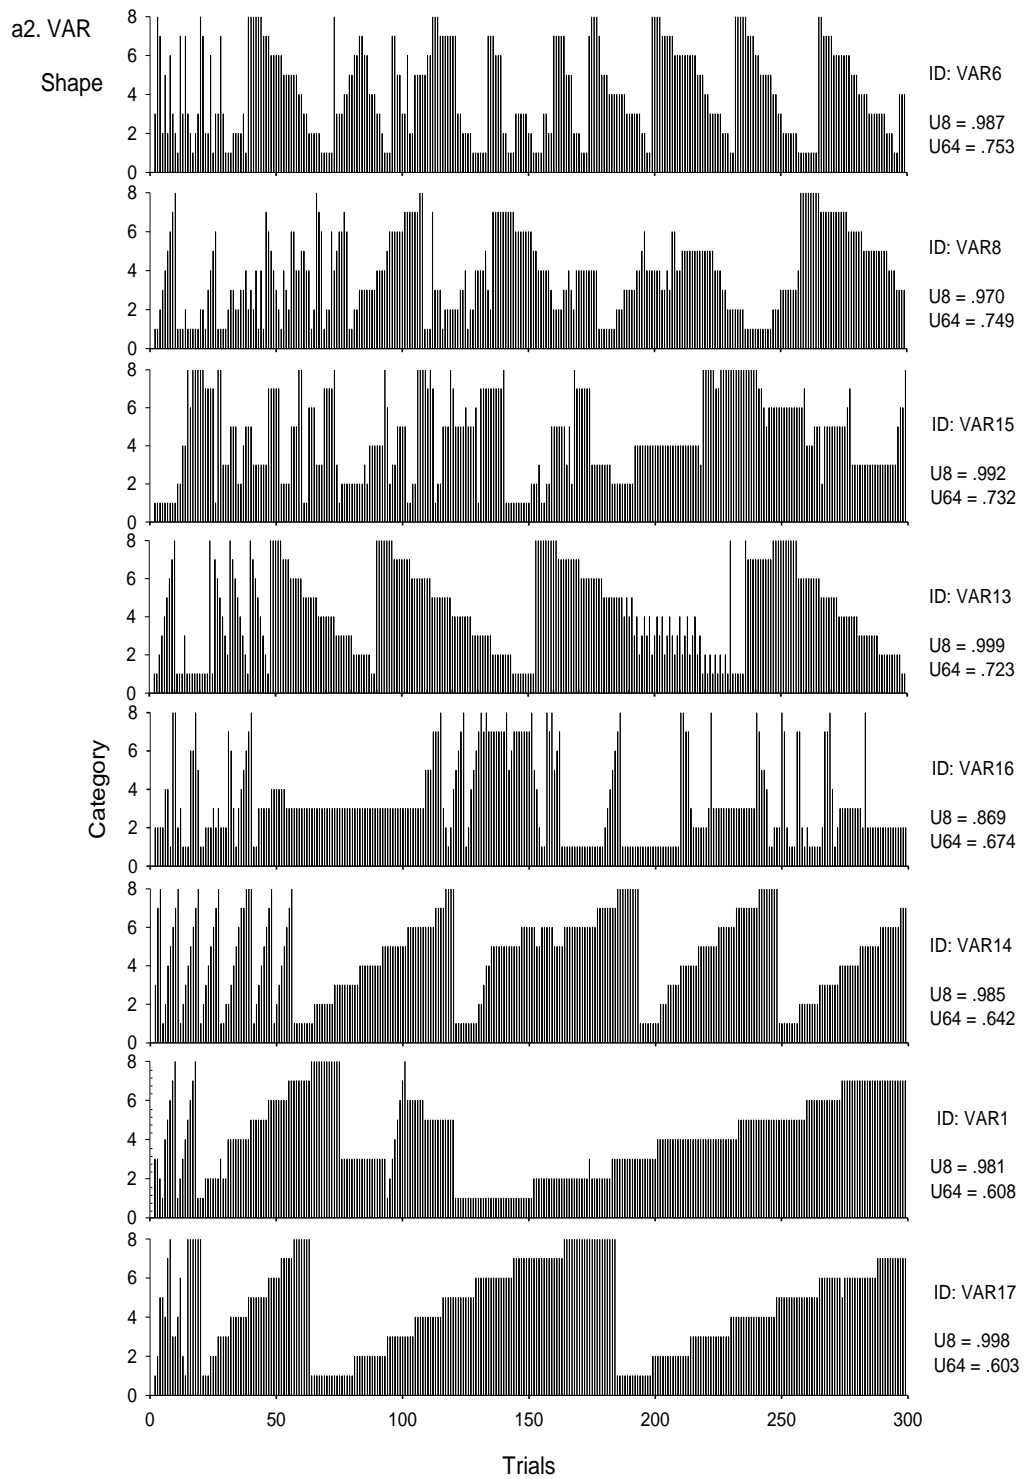 a2. VAR
Shape
8
6
4
2
0
ID: VAR6
U8 = .987
U64 = .753
8
6
4
2
0
ID: VAR8
U8 = .970
U64 = .749
8
6
4
2
0
ID: VAR15
U8 = .992
U64 = .732
8
6
4
2
0
ID: VAR13
U8 = .999
U64 = .723
Category
8
6
4
2
0
ID: VAR16
U8 = .869
U64 = .674
8
6
4
2
0
ID: VAR14
U8 = .985
U64 = .642
8
6
4
2
0
ID: VAR1
U8 = .981
U64 = .608
8
6
4
2
0
ID: VAR17
U8 = .998
U64 = .603
0 50 100 150 200 250 300
Trials